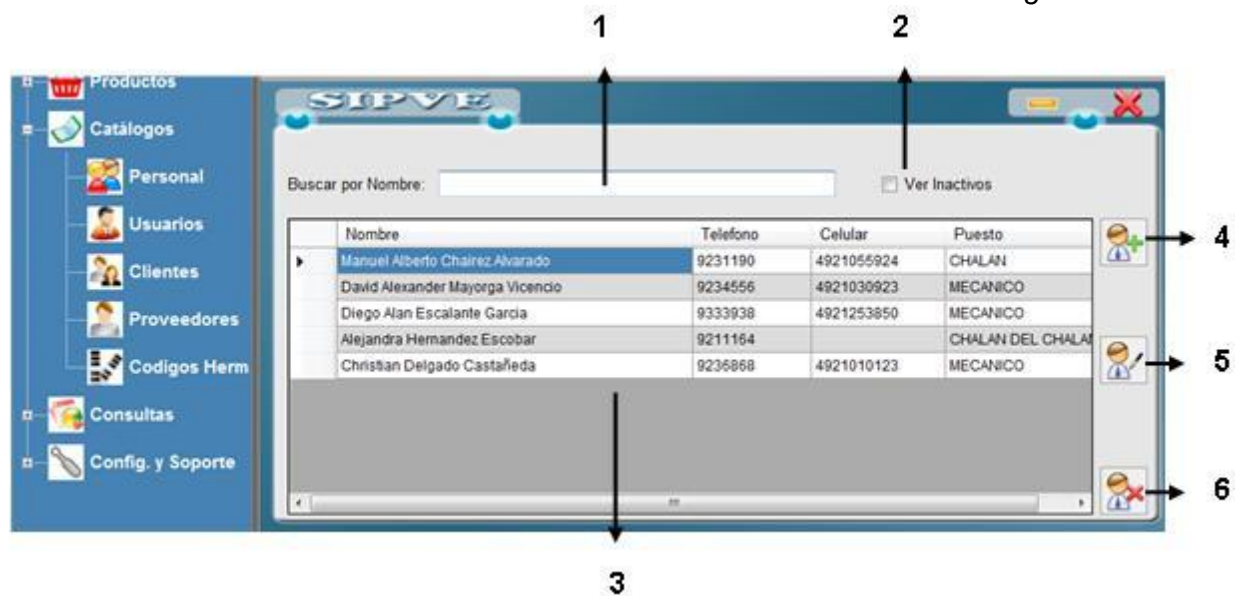 1 2
Productos
SIPVE
Catálogos
Personal
Buscar por Nombre: Ver Inactivos
Usuarios
Nombre Telefono Celular Puesto
4
Manuel Alberto Chairez Alvarado 9231190 4921055924 CHALAN
Clientes
David Alexander Mayorga Vicencio 9234556 4921030923 MECANICO
Diego Alan Escalante Garcia 9333938 4921253850 MECANICO
Proveedores
Alejandra Hernandez Escobar 9211164 CHALAN DEL CHALA
Christian Delgado Castañeda 9236868 4921010123 MECANICO
5
Codigos Herm
Consultas
Config. y Soporte
6
3